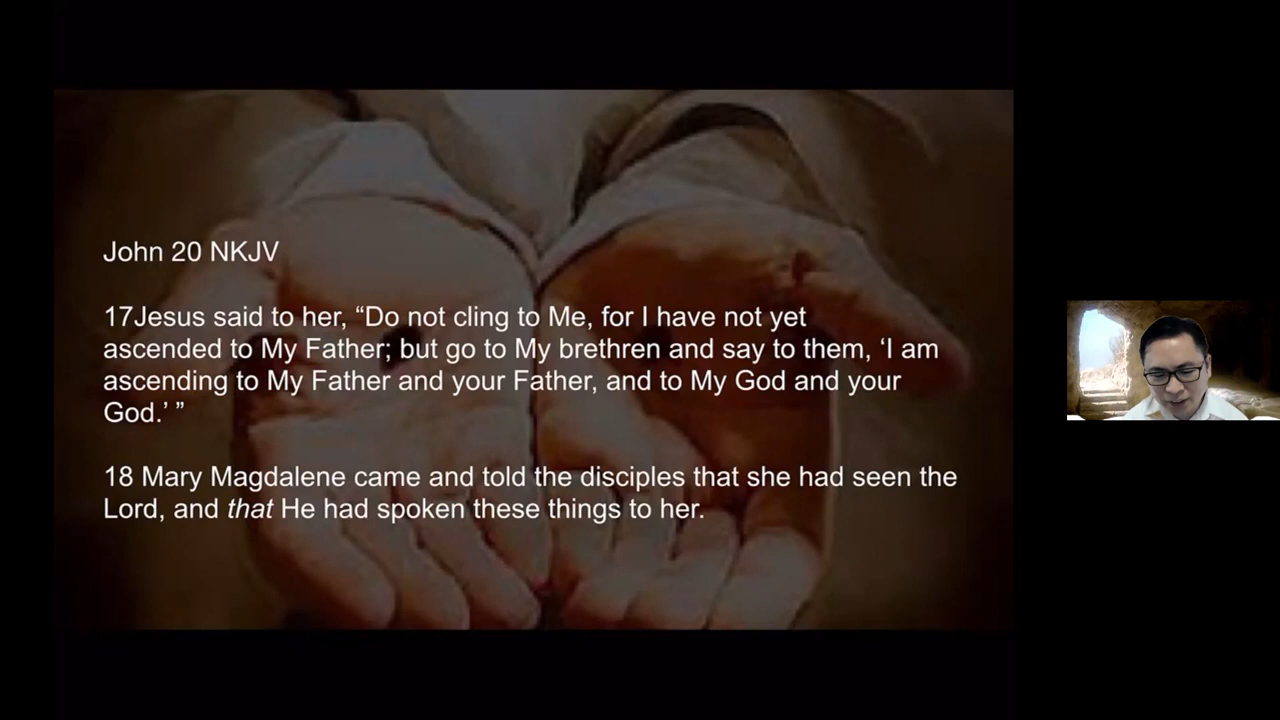 John 20 NKJV
17Jesus said to her, “Do not cling to Me, for I have not yet
ascended to My Father; but go to My brethren and say to them, ‘I am
ascending to My Father and your Father, and to My God and your
God.’ ”
18 Mary Magdalene came and told the disciples that she had seen the
Lord, and that He had spoken these things to her.